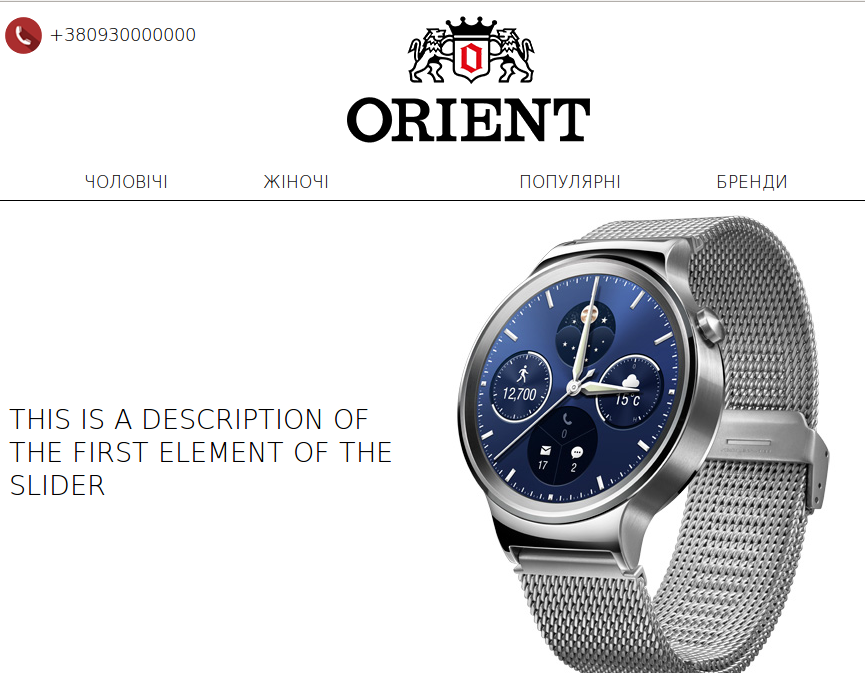 +380930000000
ORIENT
ЧОЛОВІЧІ ЖІНОЧІ ПОПУЛЯРНІ БРЕНДИ
12,700
15°c
0
17 2
THIS IS A DESCRIPTION OF
THE FIRST ELEMENT OF THE
SLIDER